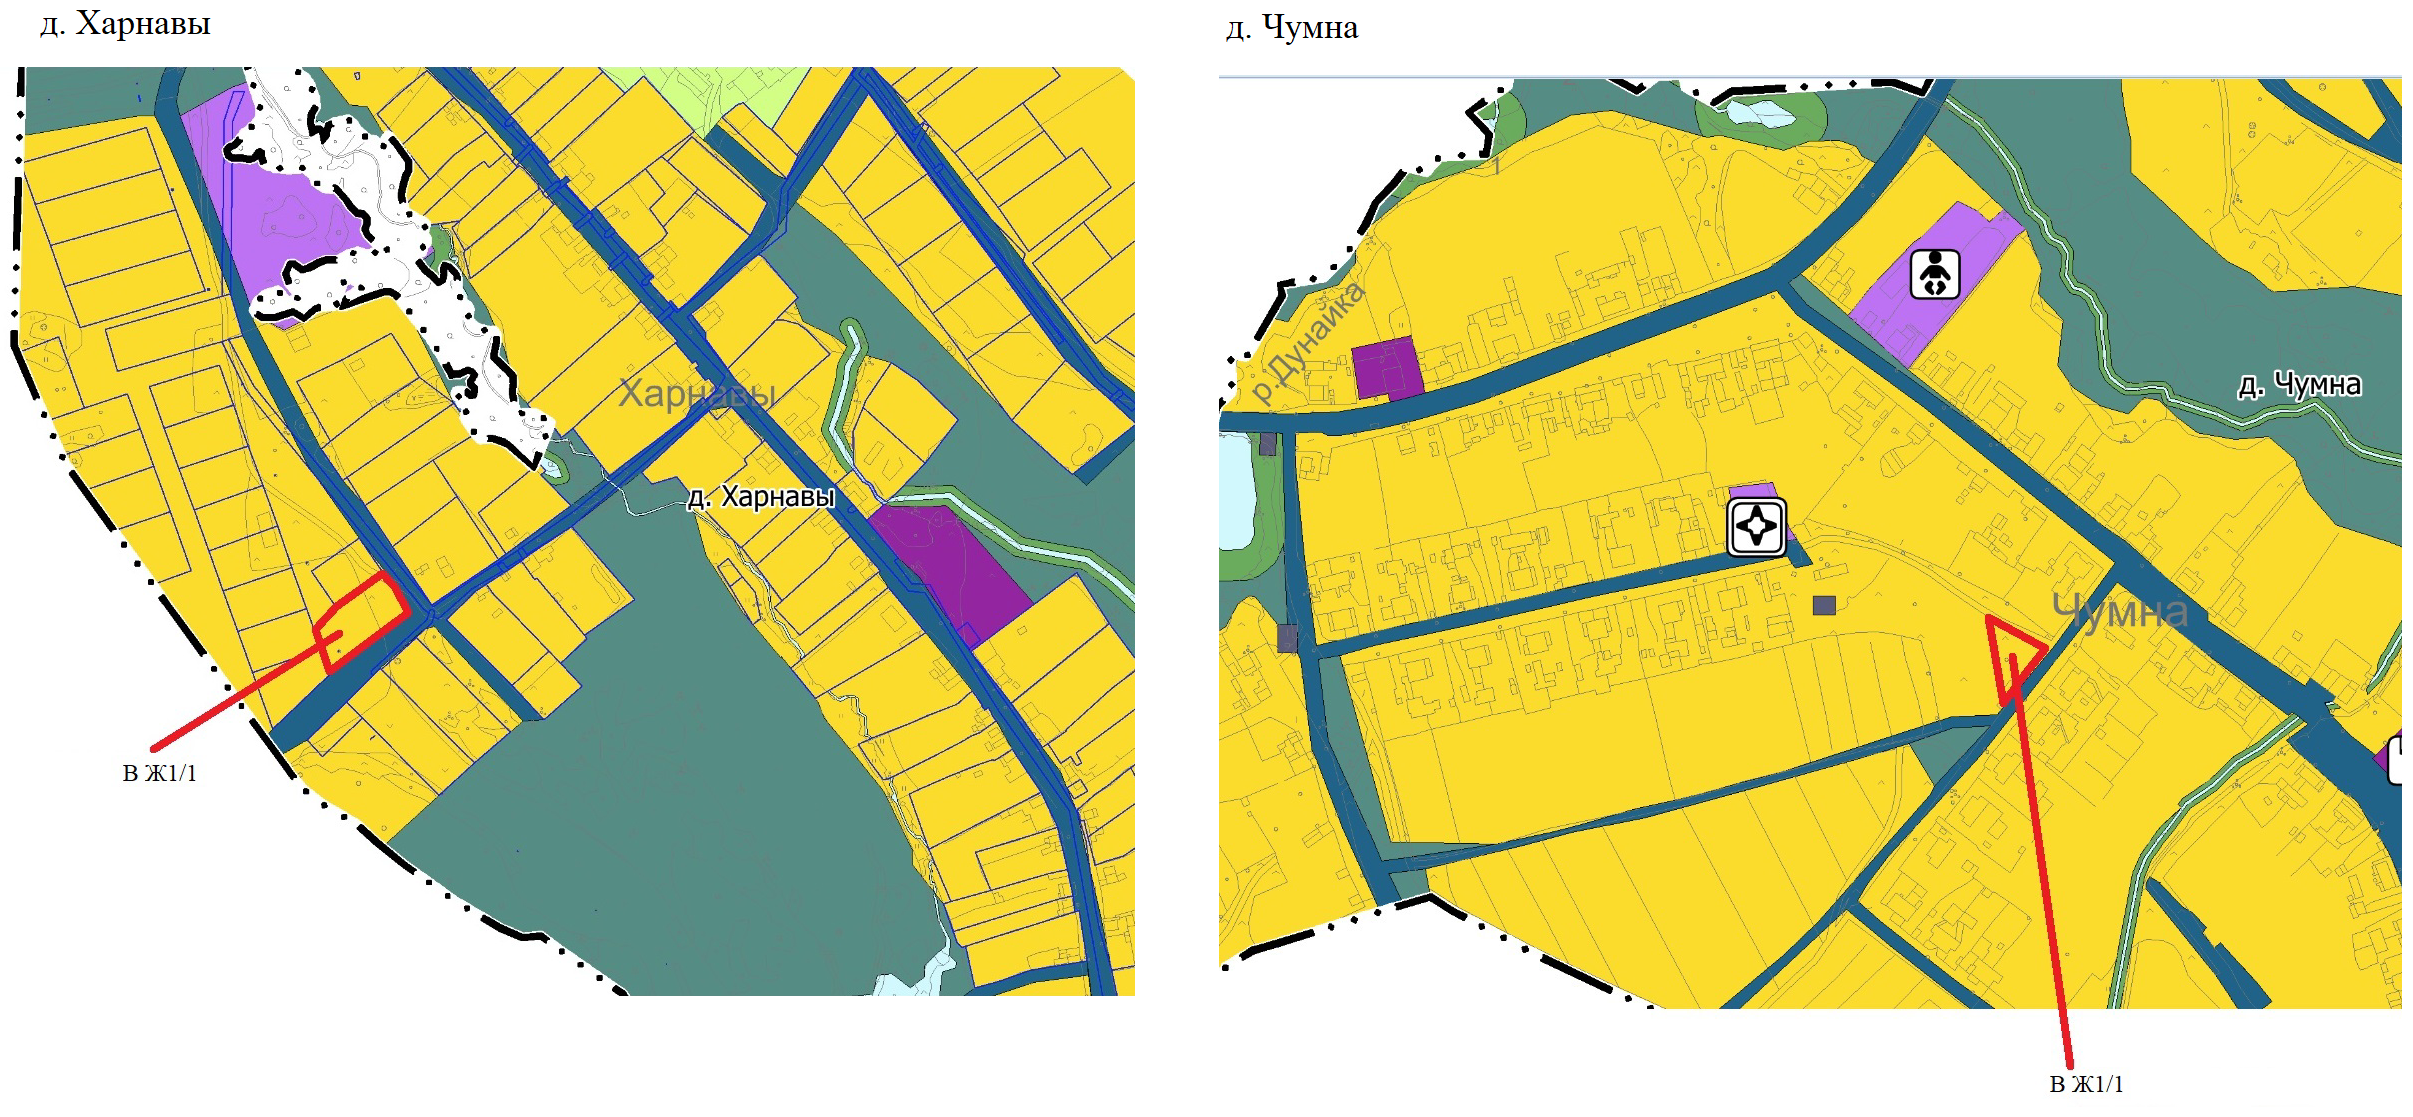 д. Харнавы
д. Чумна
Харнавы
д. Харнавы
В Ж1/1
р.Дунайка
д. Чумна
Чумна
В Ж1/1